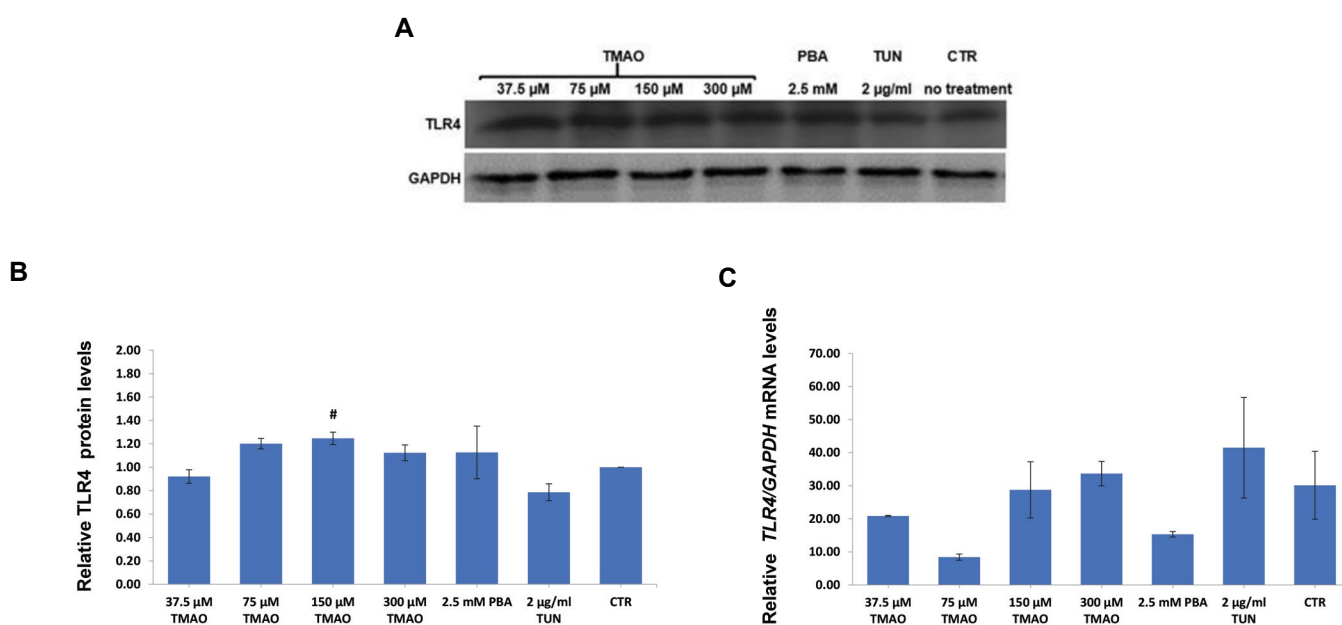 A
TMAO PBA TUN CTR
37.5 µM 75 µM 150 µM 300 µM 2.5 mM 2 µg/ml no treatment
TLR4
GAPDH
B
Relative TLR4 protein levels
2.00
1.80
1.60
1.40
1.20
1.00
0.80
0.60
0.40
0.20
0.00
#
37.5 µM 75 µM 150 µM 300 µM 2.5 mM PBA 2 µg/ml CTR
TMAO TMAO TMAO TMAO TUN
C
Relative TLR4/GAPDH mRNA levels
70.00
60.00
50.00
40.00
30.00
20.00
10.00
0.00
37.5 µM 75 µM 150 µM 300 µM 2.5 mM PBA 2 µg/ml CTR
TMAO TMAO TMAO TMAO TUN